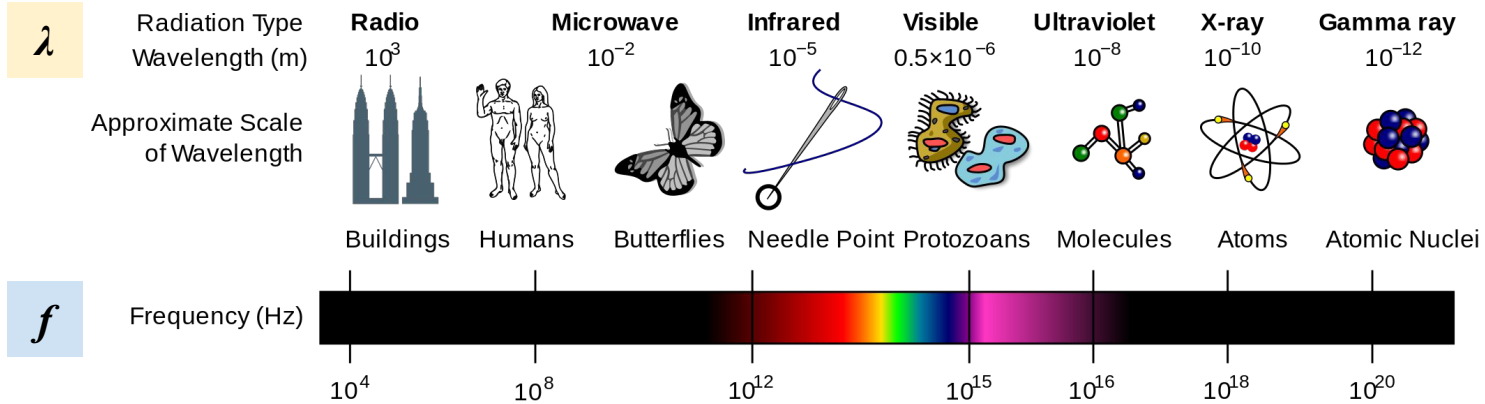 λ
Radiation Type
Radio Microwave Infrared Visible Ultraviolet X-ray Gamma ray
Wavelength (m)
10³ 10⁻² 10⁻⁵ 0.5×10⁻⁶ 10⁻⁸ 10⁻¹⁰ 10⁻¹²
Approximate Scale
of Wavelength
Buildings Humans Butterflies Needle Point Protozoans Molecules Atoms Atomic Nuclei
f
Frequency (Hz)
10⁴ 10⁸ 10¹² 10¹⁵ 10¹⁶ 10¹⁸ 10²⁰